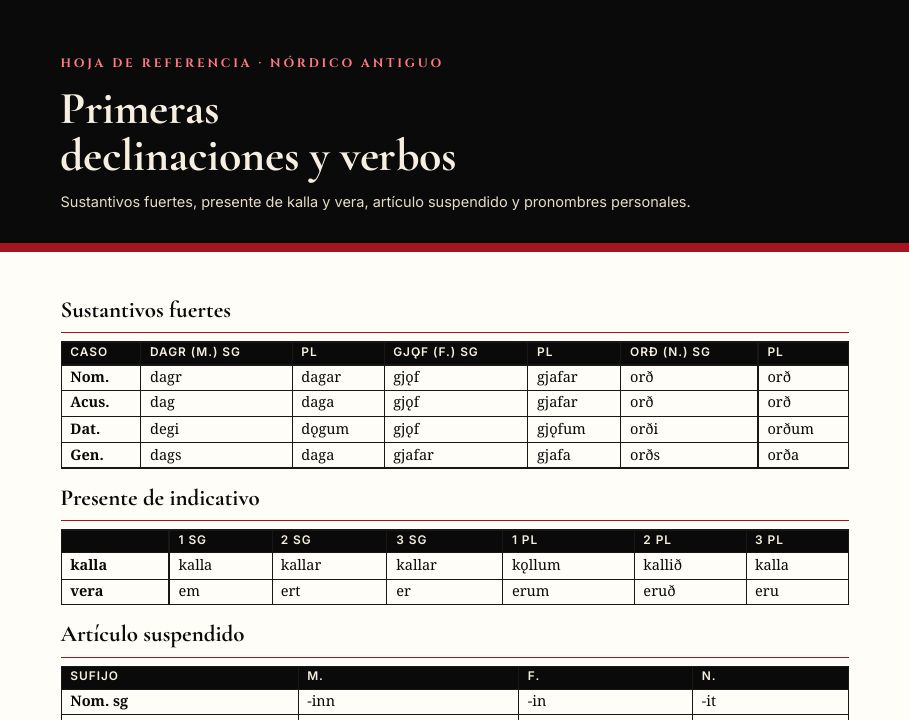 HOJA DE REFERENCIA · NÓRDICO ANTIGUO
Primeras
declinaciones y verbos
Sustantivos fuertes, presente de kalla y vera, artículo suspendido y pronombres personales.
Sustantivos fuertes
CASO DAGR (M.) SG PL GJǪF (F.) SG PL ORÐ (N.) SG PL
Nom. dagr dagar gjǫf gjafar orð orð
Acus. dag daga gjǫf gjafar orð orð
Dat. degi dǫgum gjǫf gjǫfum orði orðum
Gen. dags daga gjafar gjafa orðs orða
Presente de indicativo
1 SG 2 SG 3 SG 1 PL 2 PL 3 PL
kalla kalla kallar kallar kǫllum kallið kalla
vera em ert er erum eruð eru
Artículo suspendido
SUFIJO M. F. N.
Nom. sg -inn -in -it